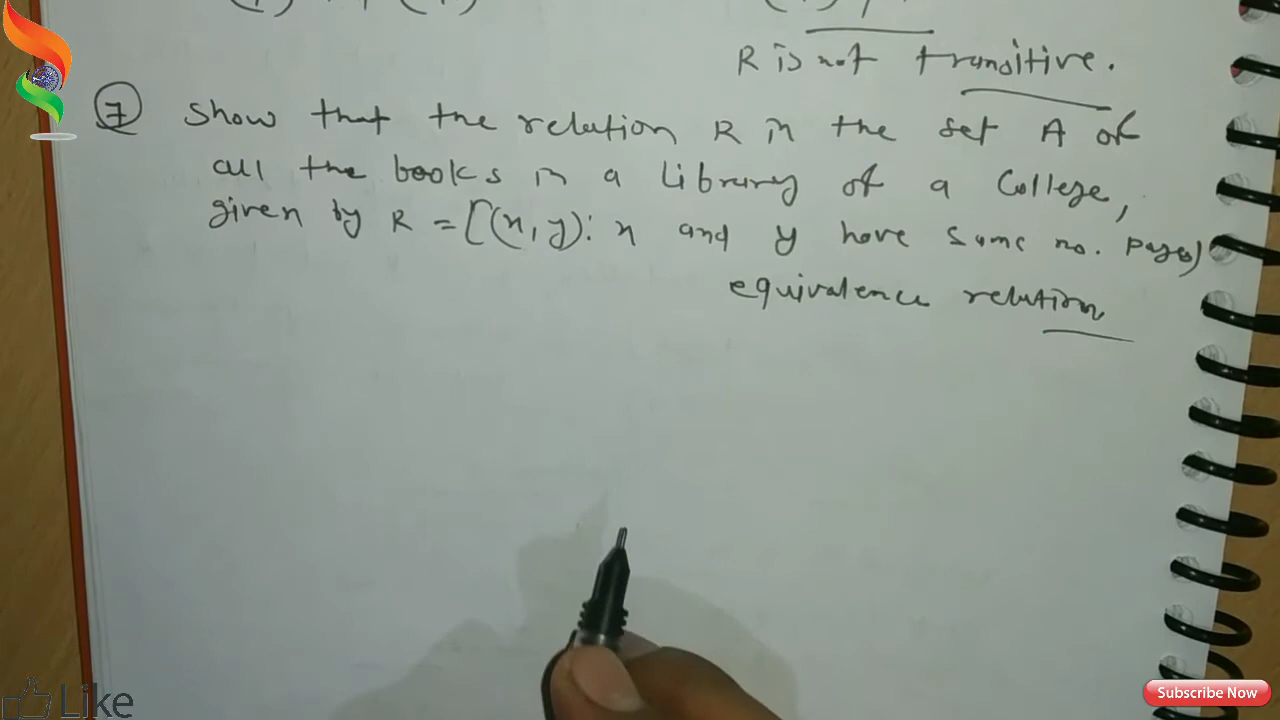 R is not transitive.
7 Show that the relation R in the set A of
all the books in a Library of a College,
given by R = [(x, y): x and y have same no. pages)
equivalence relation
Like
Subscribe Now